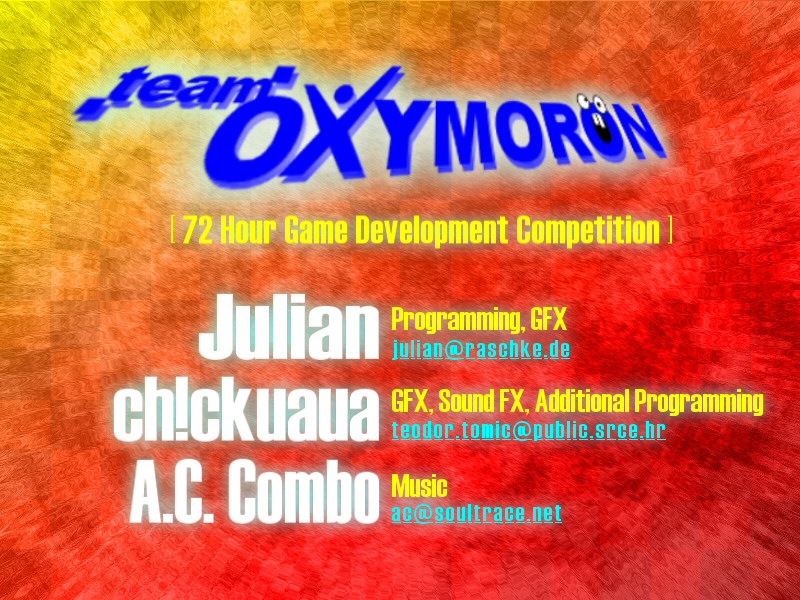 team OXYMORON
[ 72 Hour Game Development Competition ]
Julian
Programming, GFX
julian@raschke.de
ch!ckuaua
GFX, Sound FX, Additional Programming
teodor.tomic@public.srce.hr
A.C. Combo
Music
ac@soultrace.net